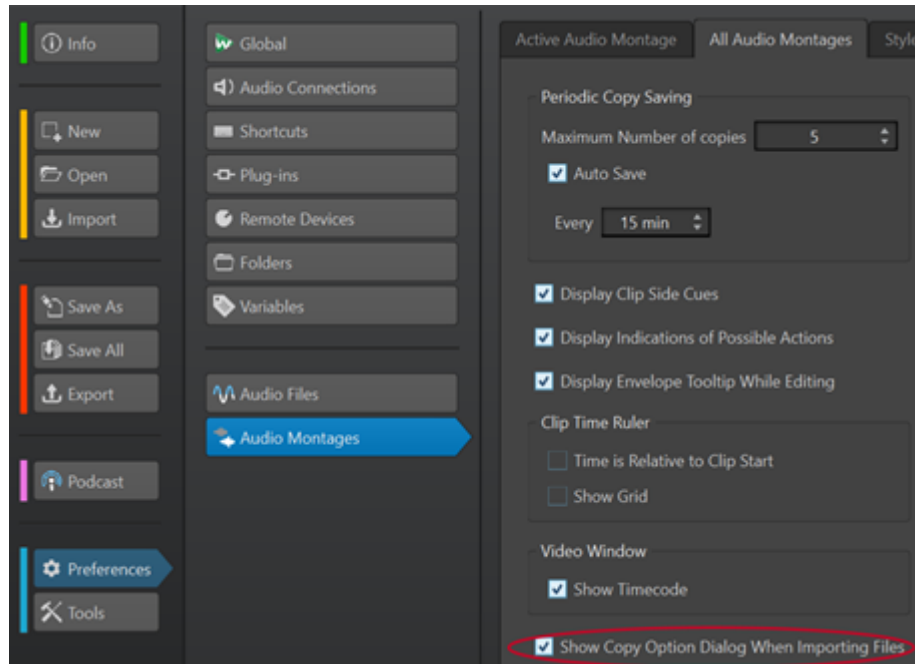 Info
New
Open
Import
Save As
Save All
Export
Podcast
Preferences
Tools
Global
Audio Connections
Shortcuts
Plug-ins
Remote Devices
Folders
Variables
Audio Files
Audio Montages
Active Audio Montage All Audio Montages Style
Periodic Copy Saving
Maximum Number of copies 5
Auto Save
Every 15 min
Display Clip Side Cues
Display Indications of Possible Actions
Display Envelope Tooltip While Editing
Clip Time Ruler
Time is Relative to Clip Start
Show Grid
Video Window
Show Timecode
Show Copy Option Dialog When Importing Files